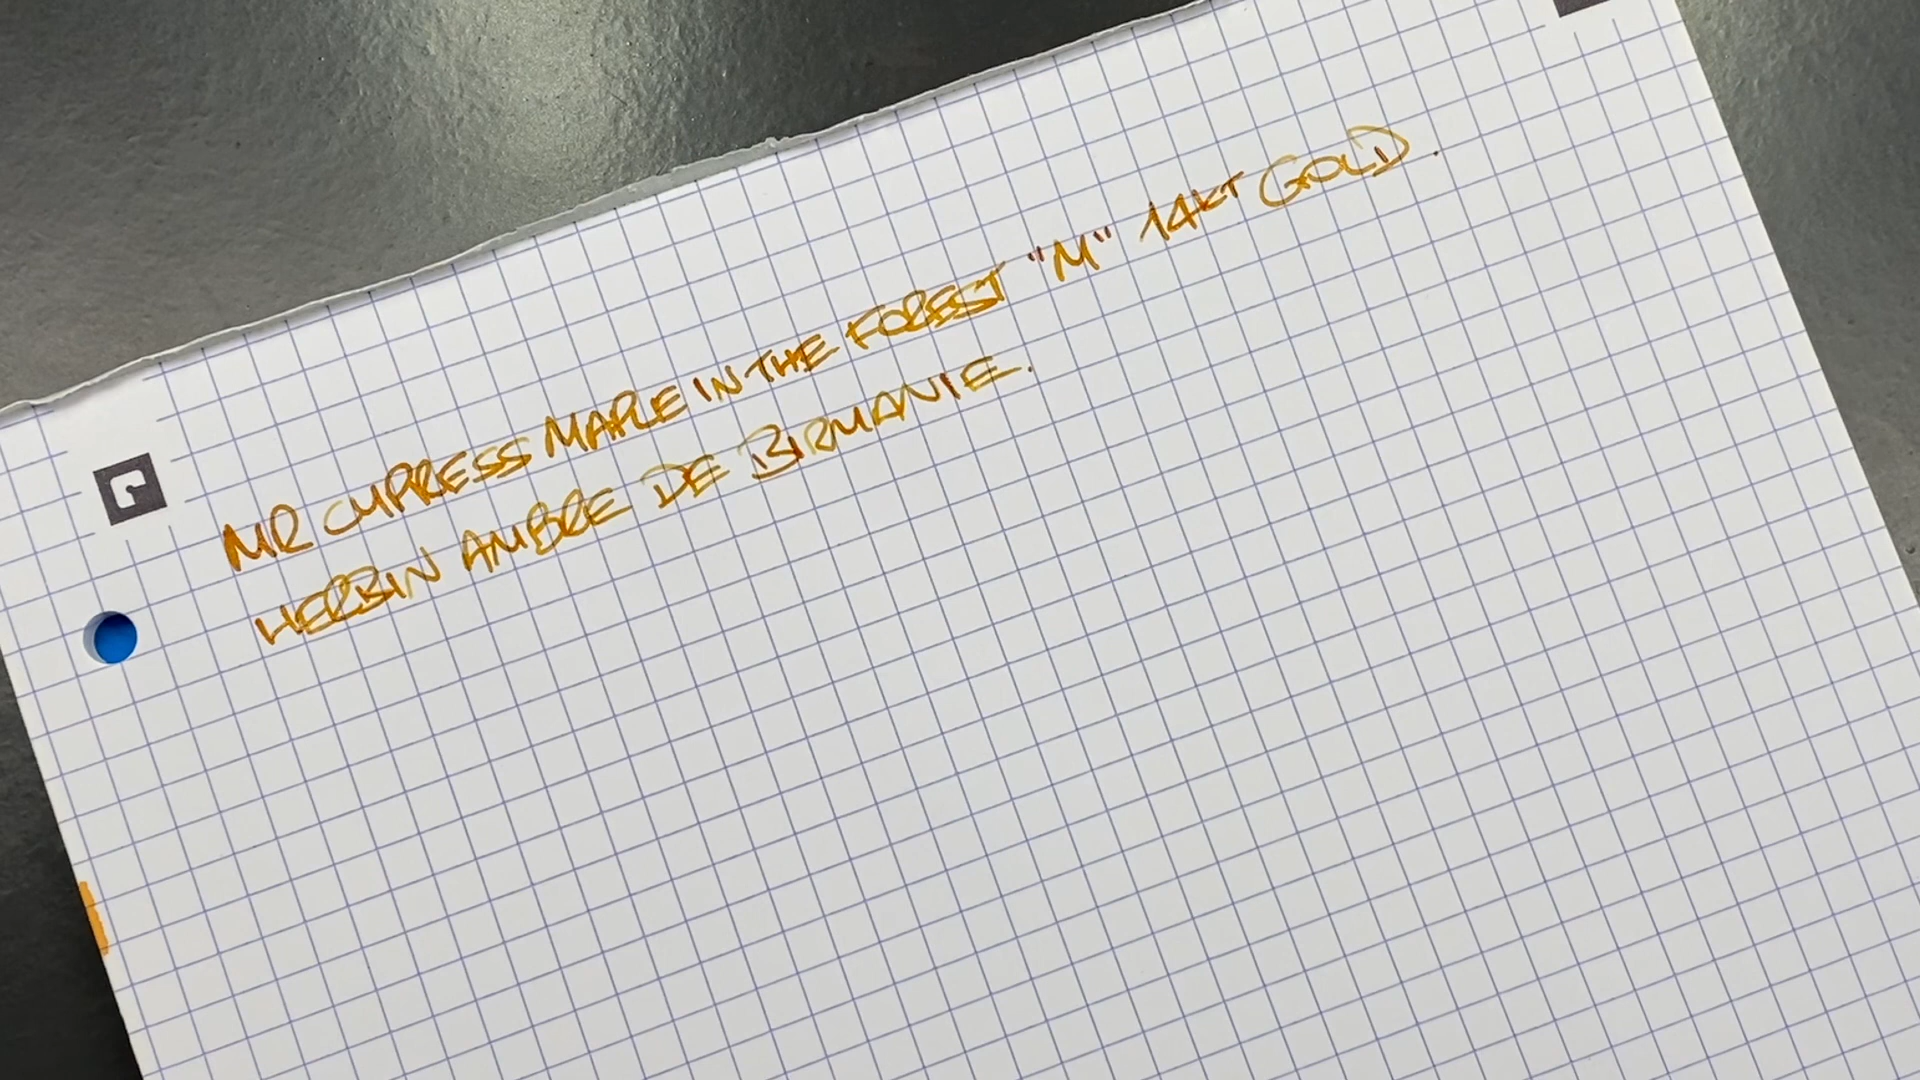 MR CYPRESS MAPLE IN THE FOREST "M" 14KT GOLD.
HERBIN AMBRE DE BIRMANIE.